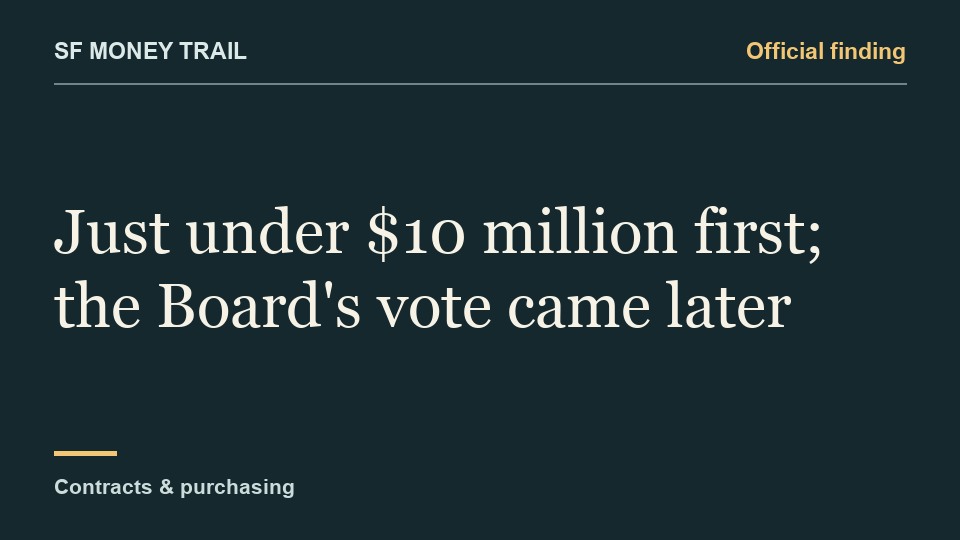 SF MONEY TRAIL
Official finding
Just under $10 million first;
the Board's vote came later
Contracts & purchasing